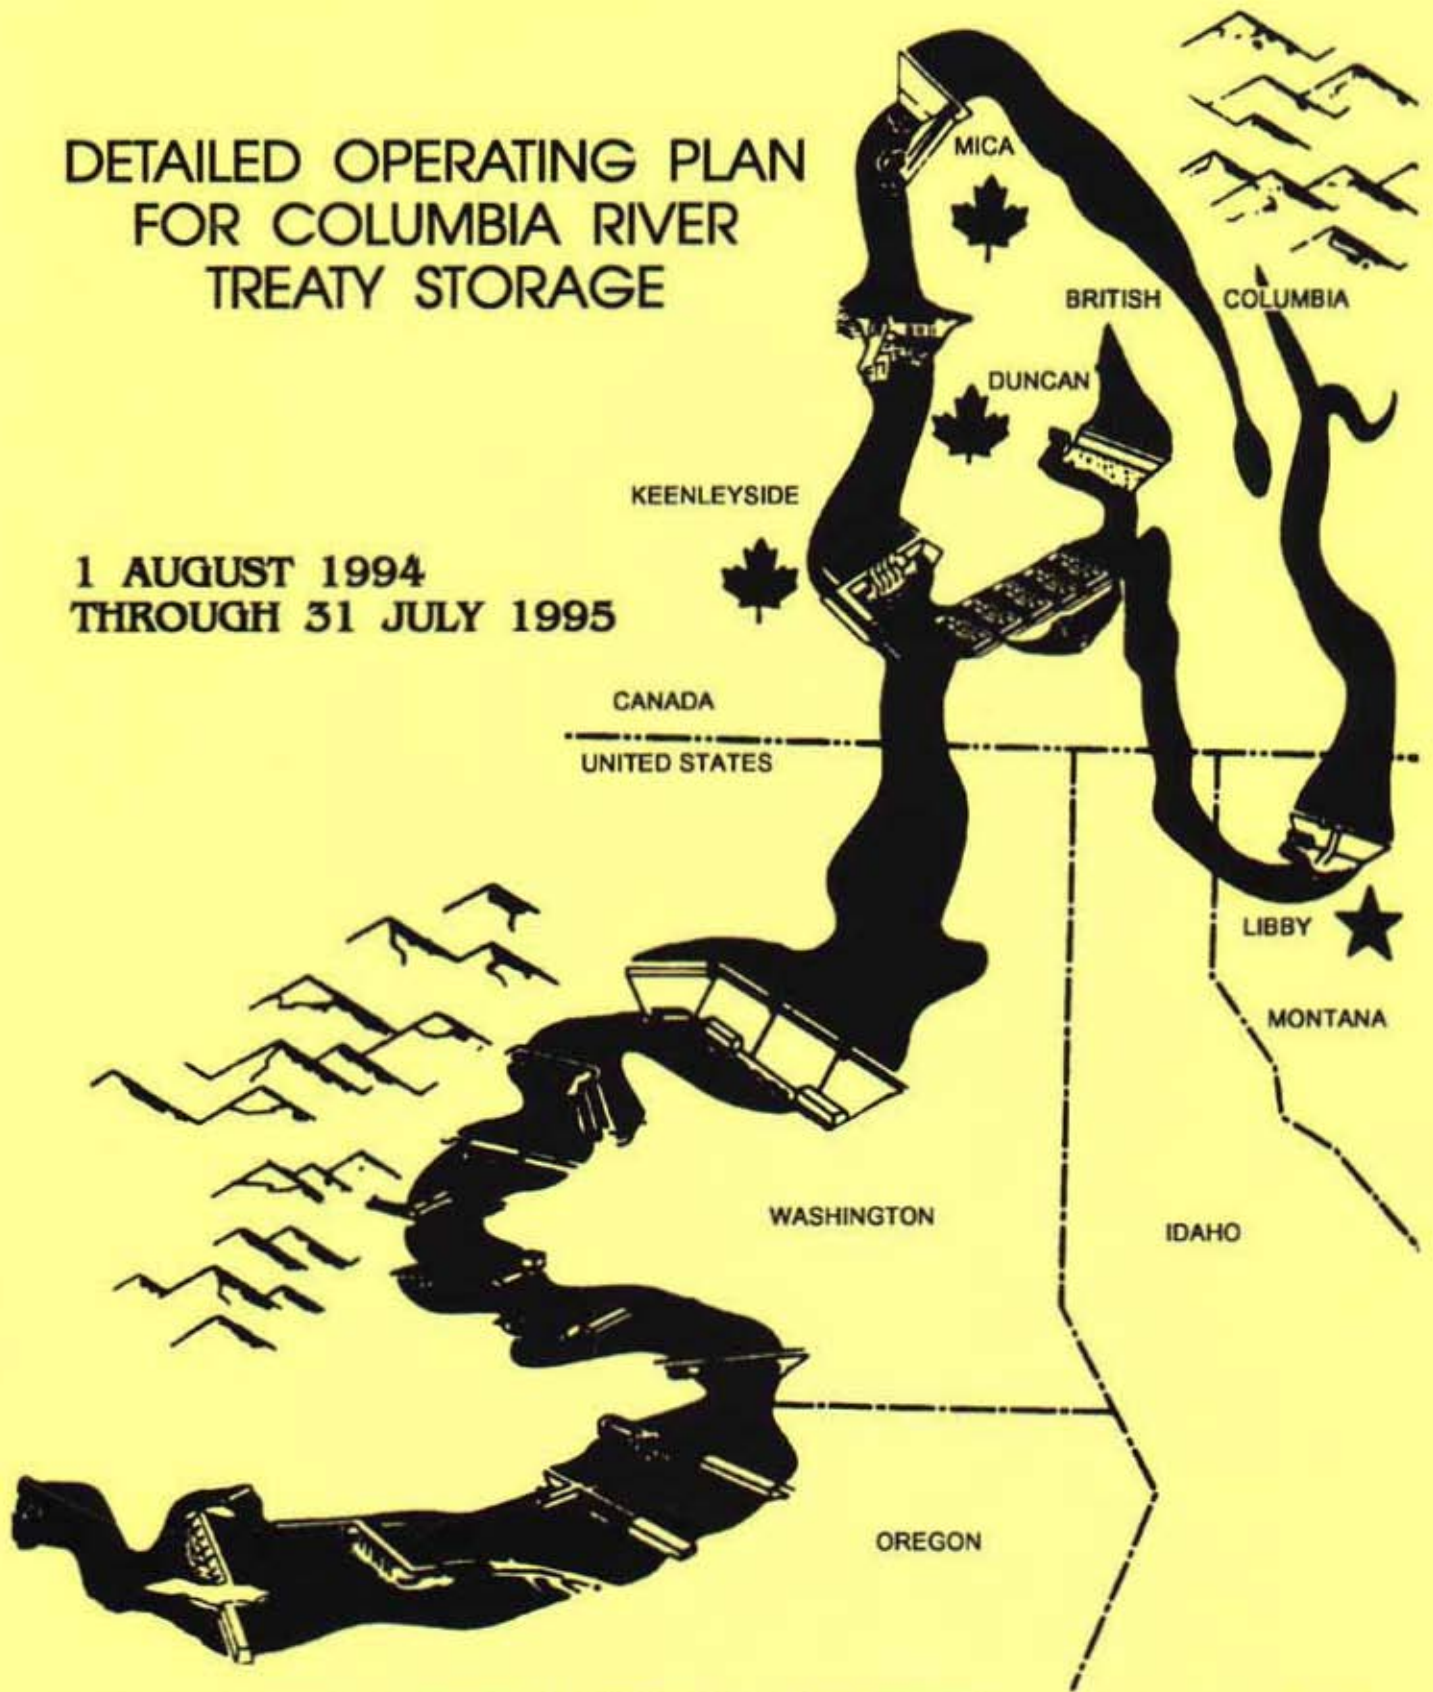 DETAILED OPERATING PLAN
FOR COLUMBIA RIVER
TREATY STORAGE
MICA
BRITISH COLUMBIA
DUNCAN
KEENLEYSIDE
1 AUGUST 1994
THROUGH 31 JULY 1995
CANADA
UNITED STATES
LIBBY
MONTANA
WASHINGTON
IDAHO
OREGON